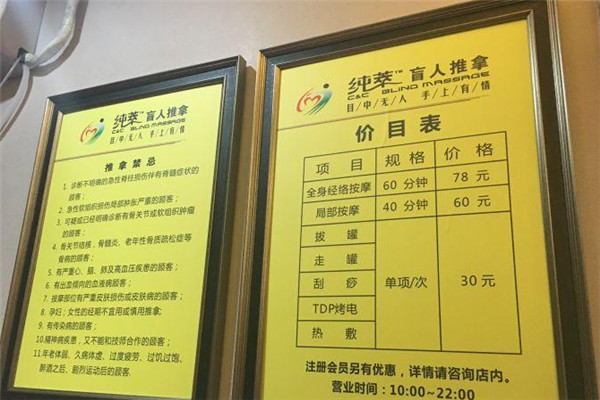 纯萃™ 盲人推拿
C&C BLIND MASSAGE
目/中/无/人 手/上/有/情
推拿禁忌
1. 诊断不明确的急性脊柱损伤伴有脊髓症状的
顾客；
2. 急性软组织损伤局部肿胀严重的顾客；
3. 可疑或已经明确诊断有骨关节或软组织肿瘤
的顾客；
4. 骨关节结核，骨髓炎、老年性骨质疏松症等
骨病的顾客；
5. 有严重心、脑、肺及高血压疾患的顾客；
6. 有出血倾向的血液病顾客；
7. 按摩部位有严重皮肤损伤或皮肤病的顾客；
8. 孕妇；女性的经期不宜用或慎用推拿；
9. 有传染病的顾客；
10.精神病疾患，又不能和技师合作的顾客；
11.年老体弱、久病体虚、过度疲劳、过饥过饱、
醉酒之后、剧烈运动后的顾客.
纯萃™ 盲人推拿
C&C BLIND MASSAGE
目/中/无/人 手/上/有/情
价目表
项目 规格 价格
全身经络按摩 60 分钟 78 元
局部按摩 40 分钟 60 元
拔罐
走罐
刮痧 单项/次 30 元
TDP烤电
热敷
注册会员另有优惠，详情请咨询店内。
营业时间：10:00~22:00